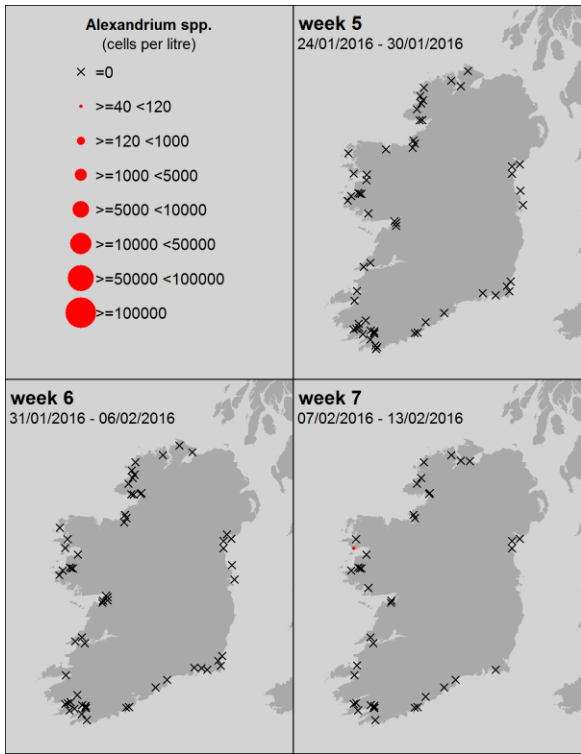 Alexandrium spp.
(cells per litre)
=0
>=40 <120
>=120 <1000
>=1000 <5000
>=5000 <10000
>=10000 <50000
>=50000 <100000
>=100000
week 5
24/01/2016 - 30/01/2016
week 6
31/01/2016 - 06/02/2016
week 7
07/02/2016 - 13/02/2016